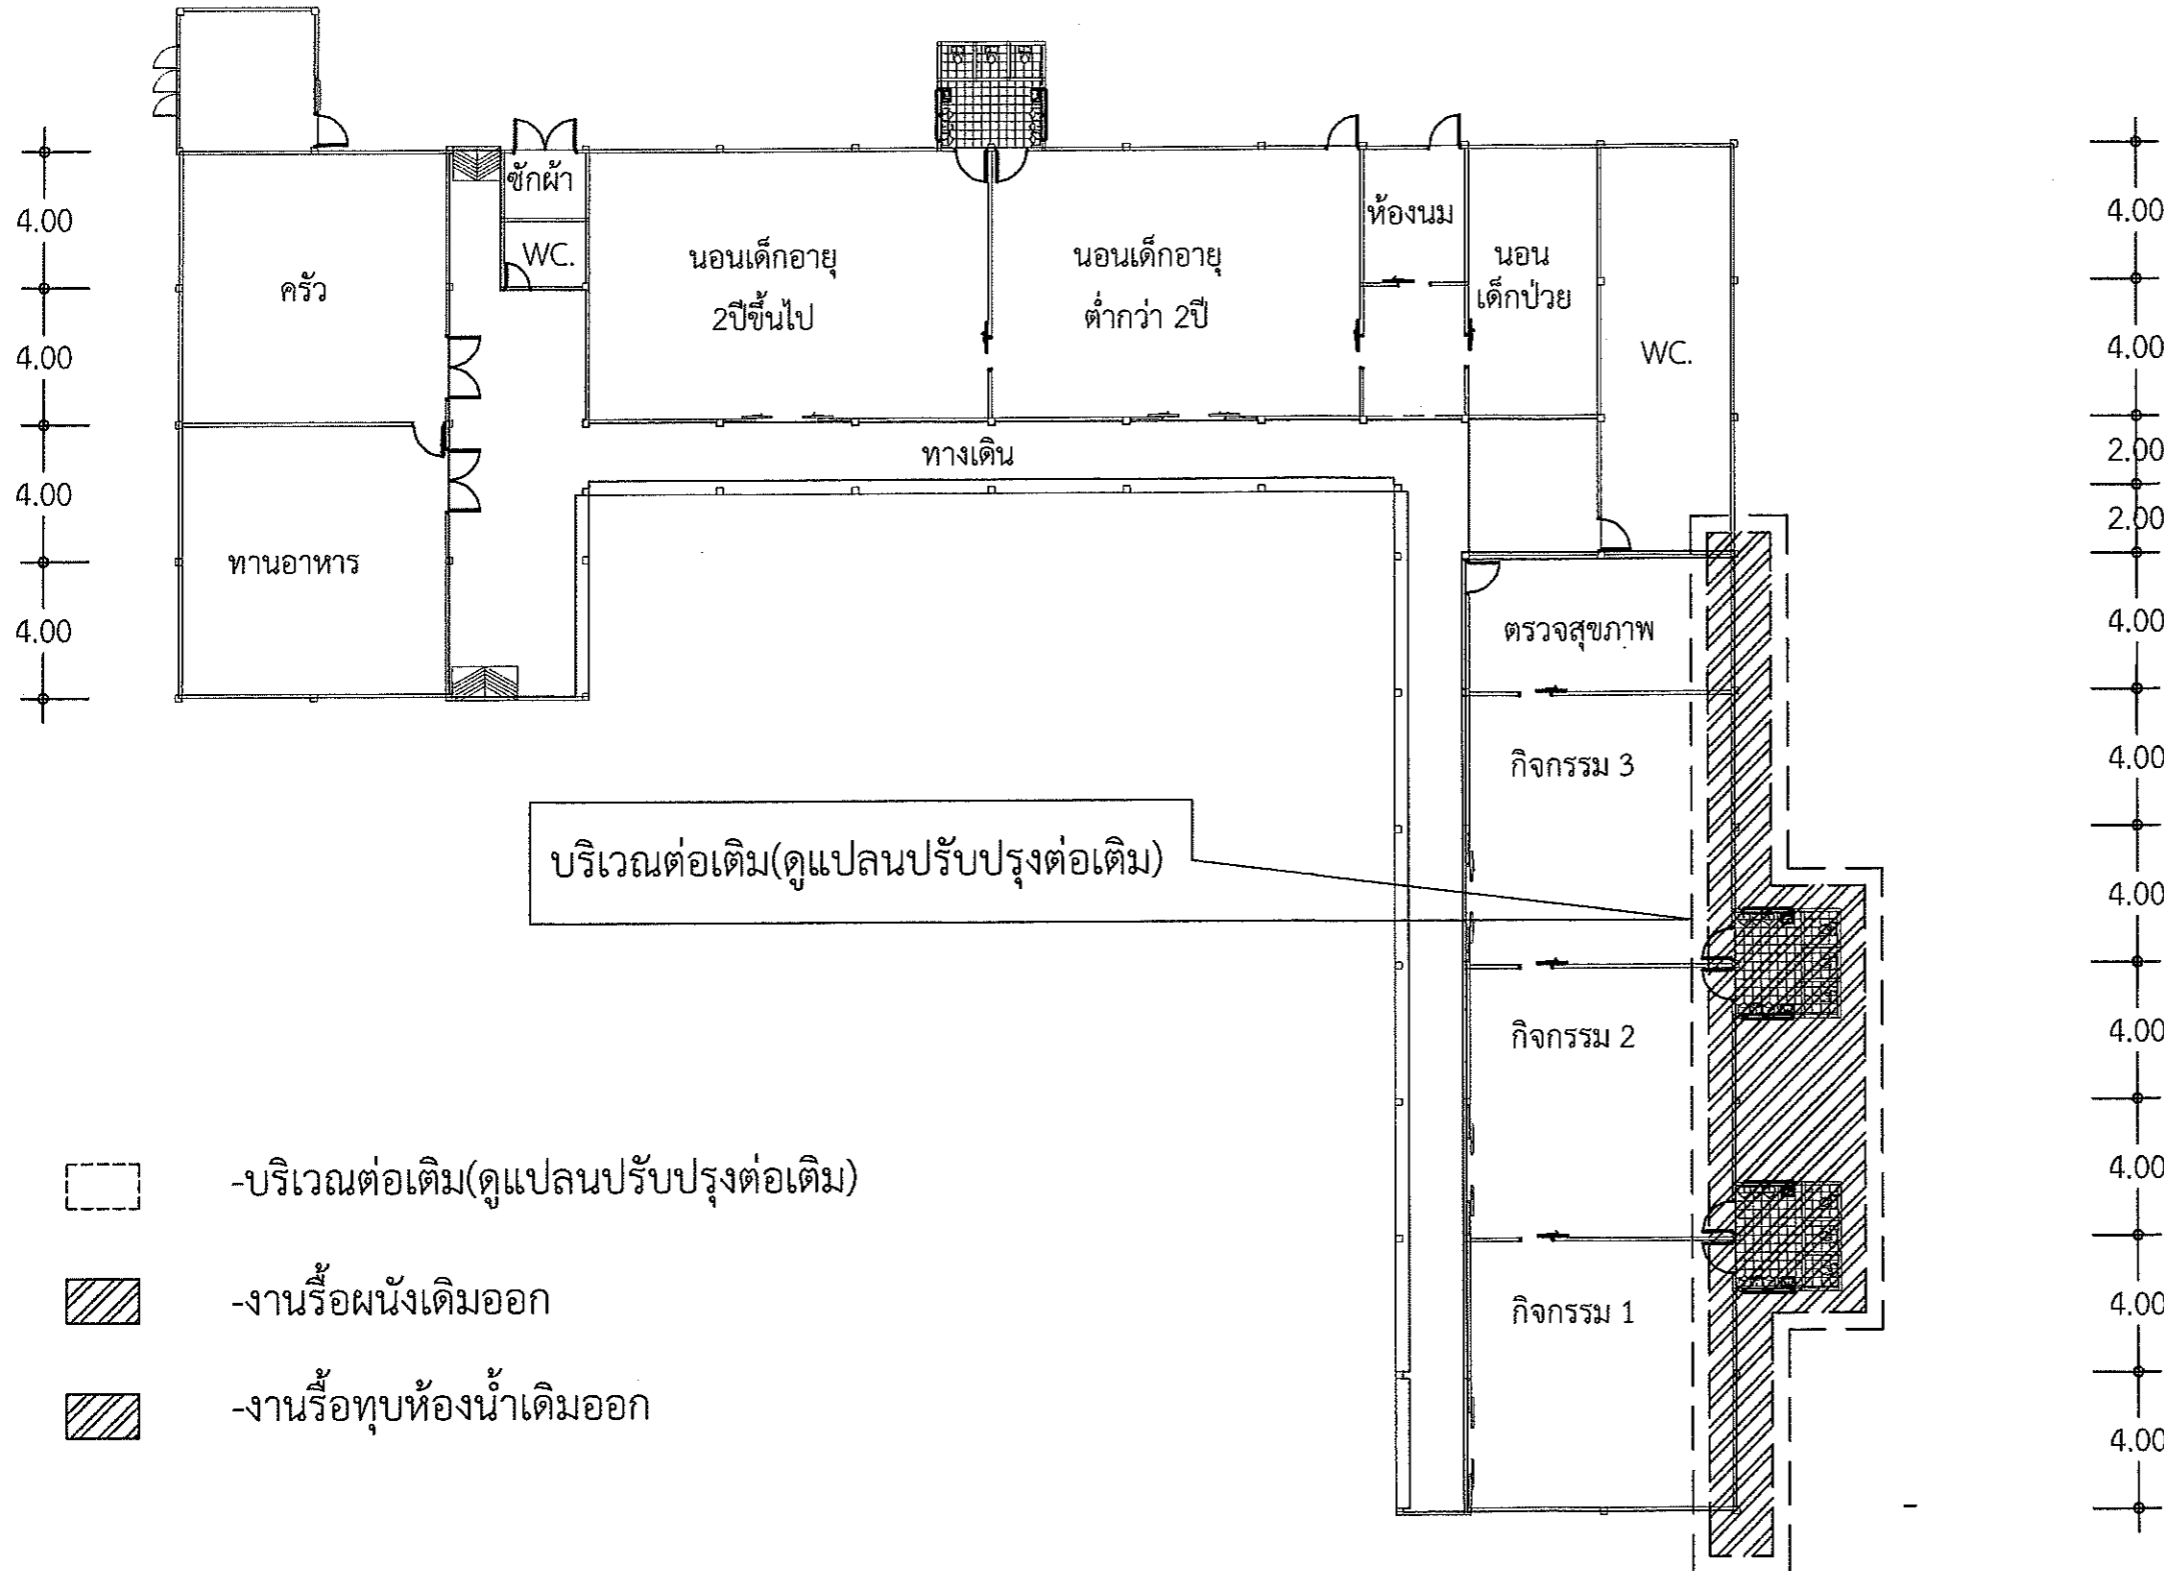 4.00
4.00
4.00
4.00
ครัว
ทานอาหาร
ซักผ้า
WC.
นอนเด็กอายุ
2ปีขึ้นไป
นอนเด็กอายุ
ต่ำกว่า 2ปี
ห้องนม
นอน
เด็กป่วย
WC.
ทางเดิน
ตรวจสุขภาพ
กิจกรรม 3
กิจกรรม 2
กิจกรรม 1
บริเวณต่อเติม(ดูแปลนปรับปรุงต่อเติม)
-บริเวณต่อเติม(ดูแปลนปรับปรุงต่อเติม)
-งานรื้อผนังเดิมออก
-งานรื้อทุบห้องน้ำเดิมออก
4.00
4.00
2.00
2.00
4.00
4.00
4.00
4.00
4.00
4.00
4.00